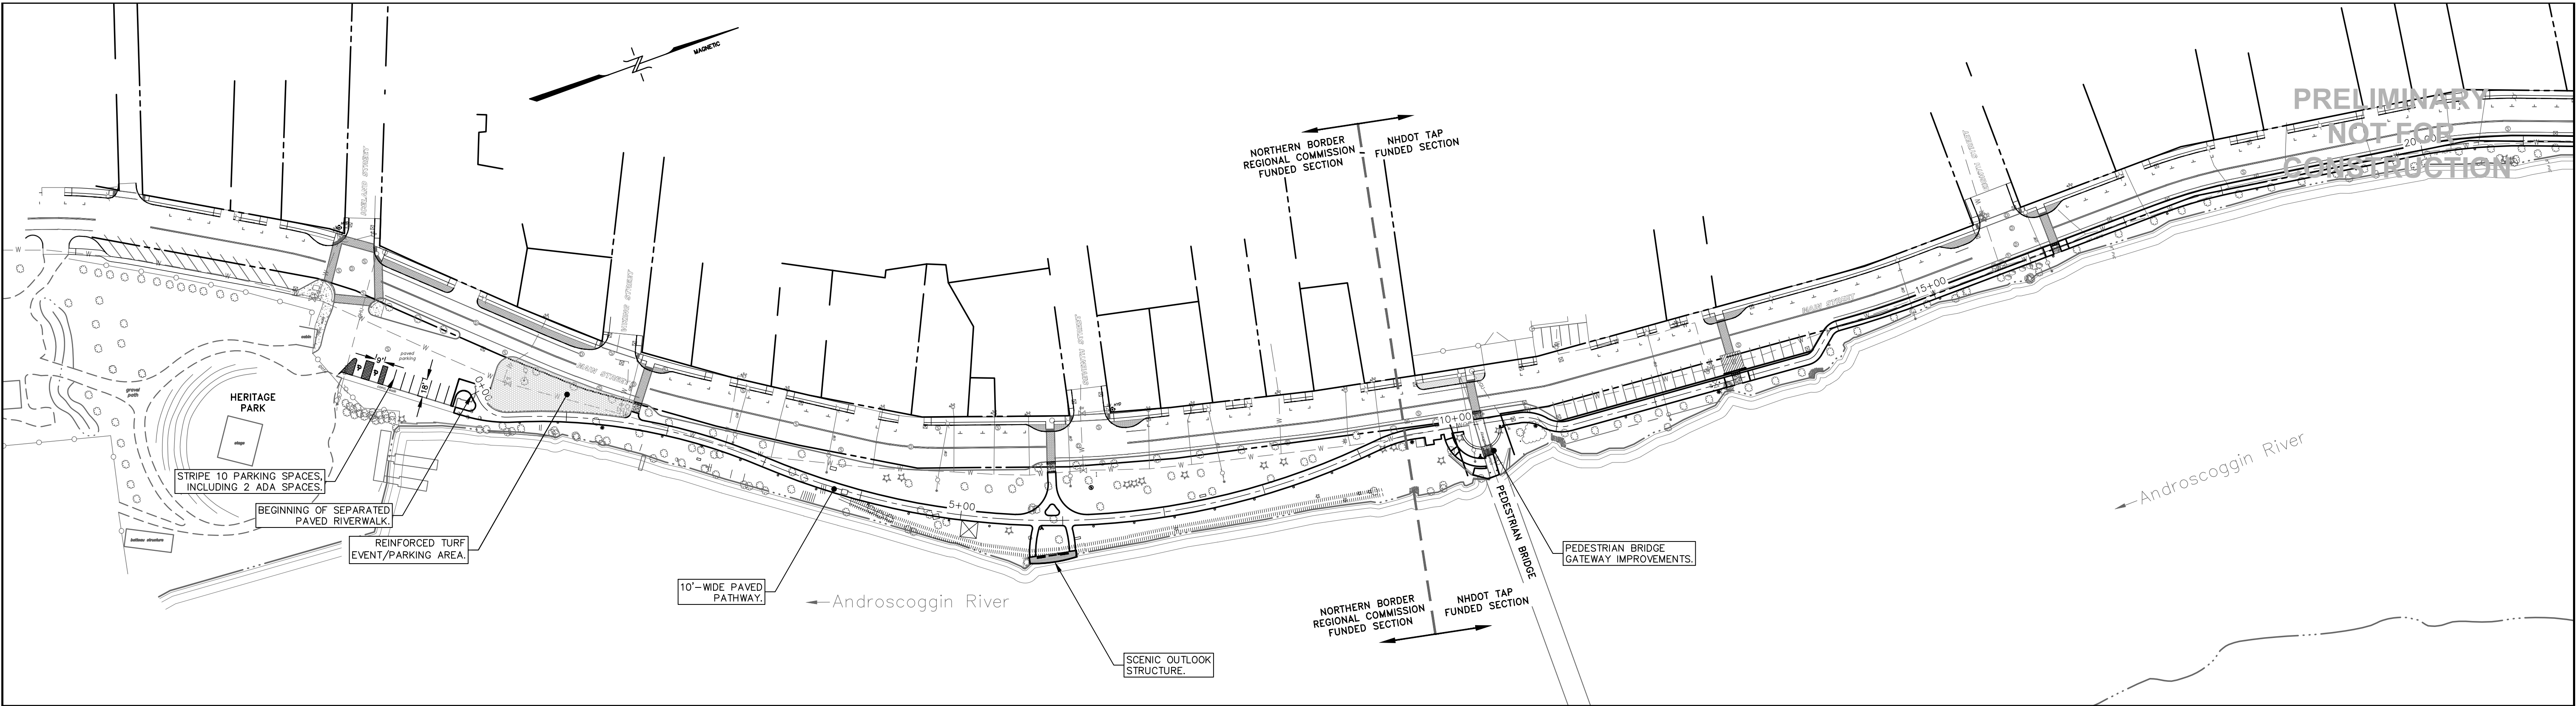 MAGNETIC
PRELIMINARY
NOT FOR
CONSTRUCTION
NORTHERN BORDER
REGIONAL COMMISSION
FUNDED SECTION
NHDOT TAP
FUNDED SECTION
20+00
15+00
MAIN STREET
10+00
MAIN STREET
paved
parking
9'
18'
0+00
5+00
HERITAGE
PARK
gravel
path
stage
STRIPE 10 PARKING SPACES,
INCLUDING 2 ADA SPACES.
BEGINNING OF SEPARATED
PAVED RIVERWALK.
REINFORCED TURF
EVENT/PARKING AREA.
10'-WIDE PAVED
PATHWAY.
Androscoggin River
SCENIC OUTLOOK
STRUCTURE.
PEDESTRIAN BRIDGE
PEDESTRIAN BRIDGE
GATEWAY IMPROVEMENTS.
NORTHERN BORDER
REGIONAL COMMISSION
FUNDED SECTION
NHDOT TAP
FUNDED SECTION
Androscoggin River